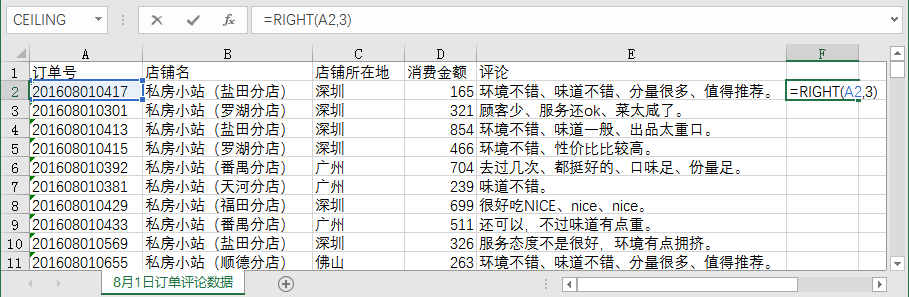 CEILING =RIGHT(A2,3)
A B C D E F
1 订单号 店铺名 店铺所在地 消费金额 评论
2 201608010417 私房小站（盐田分店） 深圳 165 环境不错、味道不错、分量很多、值得推荐。 =RIGHT(A2,3)
3 201608010301 私房小站（罗湖分店） 深圳 321 顾客少、服务还ok、菜太咸了。
4 201608010413 私房小站（盐田分店） 深圳 854 环境不错、味道一般、出品太重口。
5 201608010415 私房小站（罗湖分店） 深圳 466 环境不错、性价比比较高。
6 201608010392 私房小站（番禺分店） 广州 704 去过几次、都挺好的、口味足、份量足。
7 201608010381 私房小站（天河分店） 广州 239 味道不错。
8 201608010429 私房小站（福田分店） 深圳 699 很好吃NICE、nice、nice。
9 201608010433 私房小站（番禺分店） 广州 511 还可以，不过味道有点重。
10 201608010569 私房小站（盐田分店） 深圳 326 服务态度不是很好，环境有点拥挤。
11 201608010655 私房小站（顺德分店） 佛山 263 环境不错、味道不错、分量很多、值得推荐。
8月1日订单评论数据